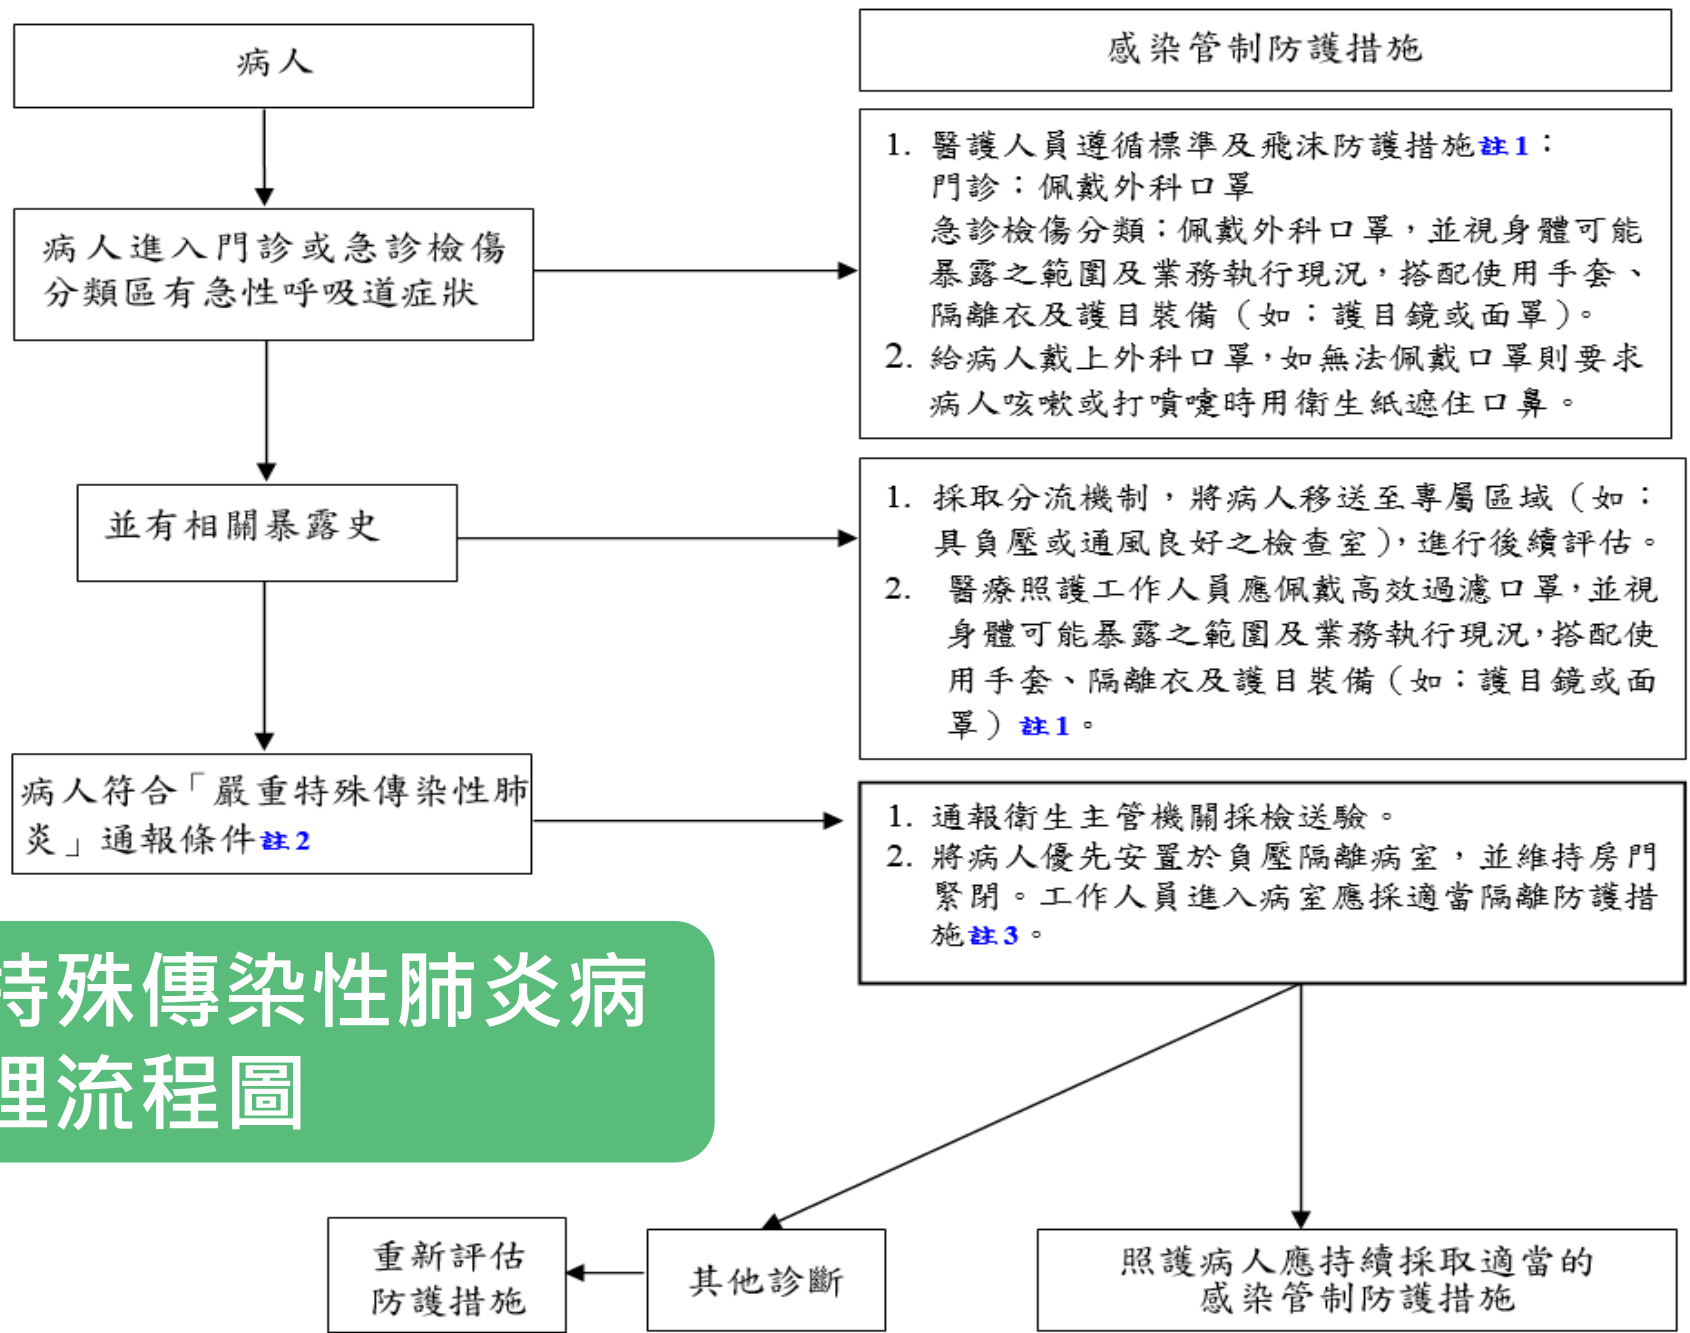 病人
感染管制防護措施
病人進入門診或急診檢傷
分類區有急性呼吸道症狀
1. 醫護人員遵循標準及飛沫防護措施註1：
門診：佩戴外科口罩
急診檢傷分類：佩戴外科口罩，並視身體可能
暴露之範圍及業務執行現況，搭配使用手套、
隔離衣及護目裝備（如：護目鏡或面罩）。
2. 給病人戴上外科口罩，如無法佩戴口罩則要求
病人咳嗽或打噴嚏時用衛生紙遮住口鼻。
並有相關暴露史
1. 採取分流機制，將病人移送至專屬區域（如：
具負壓或通風良好之檢查室），進行後續評估。
2. 醫療照護工作人員應佩戴高效過濾口罩，並視
身體可能暴露之範圍及業務執行現況，搭配使
用手套、隔離衣及護目裝備（如：護目鏡或面
罩）註1。
病人符合「嚴重特殊傳染性肺
炎」通報條件註2
1. 通報衛生主管機關採檢送驗。
2. 將病人優先安置於負壓隔離病室，並維持房門
緊閉。工作人員進入病室應採適當隔離防護措
施註3。
特殊傳染性肺炎病
理流程圖
重新評估
防護措施
其他診斷
照護病人應持續採取適當的
感染管制防護措施